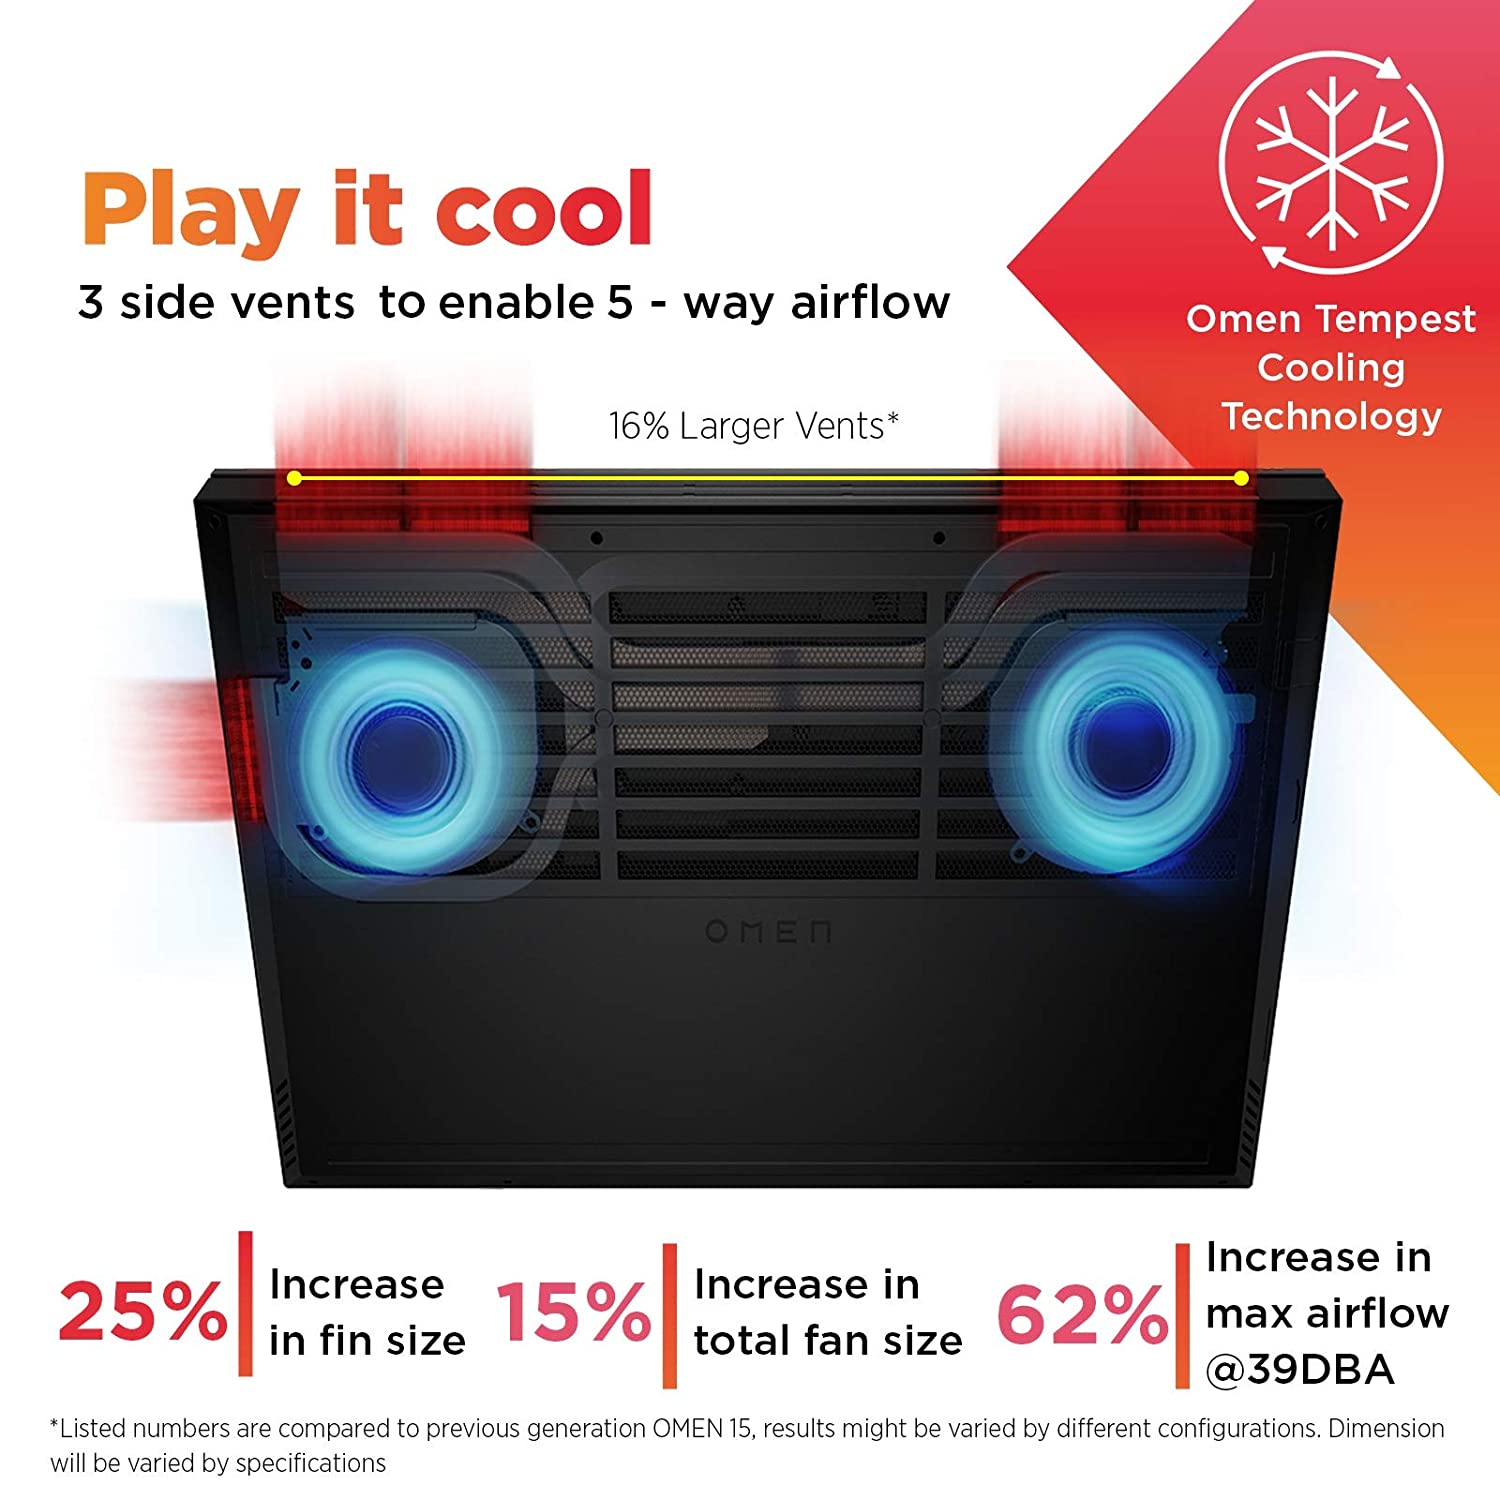 Play it cool
3 side vents to enable 5 - way airflow
Omen Tempest
Cooling
Technology
16% Larger Vents*
OMEN
25%
Increase
in fin size
15%
Increase in
total fan size
62%
Increase in
max airflow
@39DBA
*Listed numbers are compared to previous generation OMEN 15, results might be varied by different configurations. Dimension
will be varied by specifications